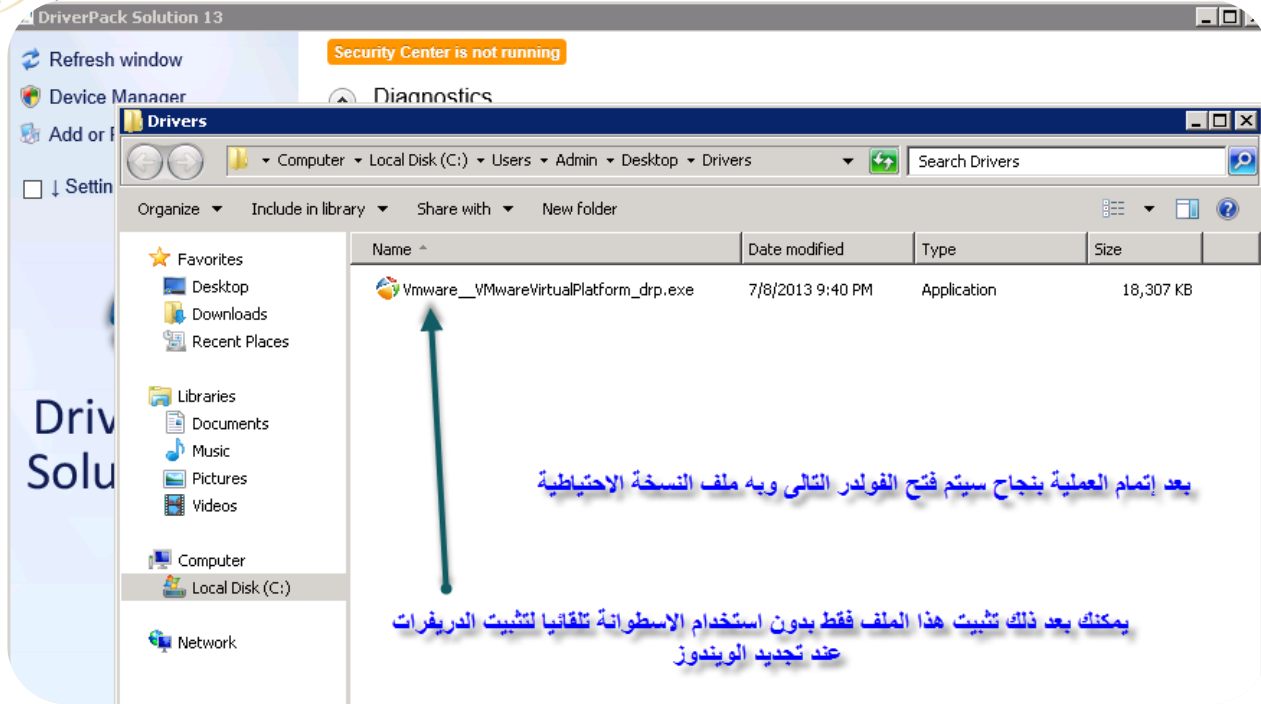 DriverPack Solution 13
Refresh window
Security Center is not running
Device Manager
Diagnostics
Add or
Drivers
Computer Local Disk (C:) Users Admin Desktop Drivers
Search Drivers
Settin
Organize Include in library Share with New folder
Name Date modified Type Size
Favorites
Vmware__VMwareVirtualPlatform_drp.exe 7/8/2013 9:40 PM Application 18,307 KB
Desktop
Downloads
Recent Places
Libraries
Documents
Music
Pictures
Videos
Driv
Solu
بعد إتمام العملية بنجاح سيتم فتح الفولدر التالى وبه ملف النسخة الاحتياطية
Computer
Local Disk (C:)
Network
يمكنك بعد ذلك تثبيت هذا الملف فقط بدون استخدام الاسطوانة تلقائيا لتثبيت الدريفرات
عند تجديد الويندوز